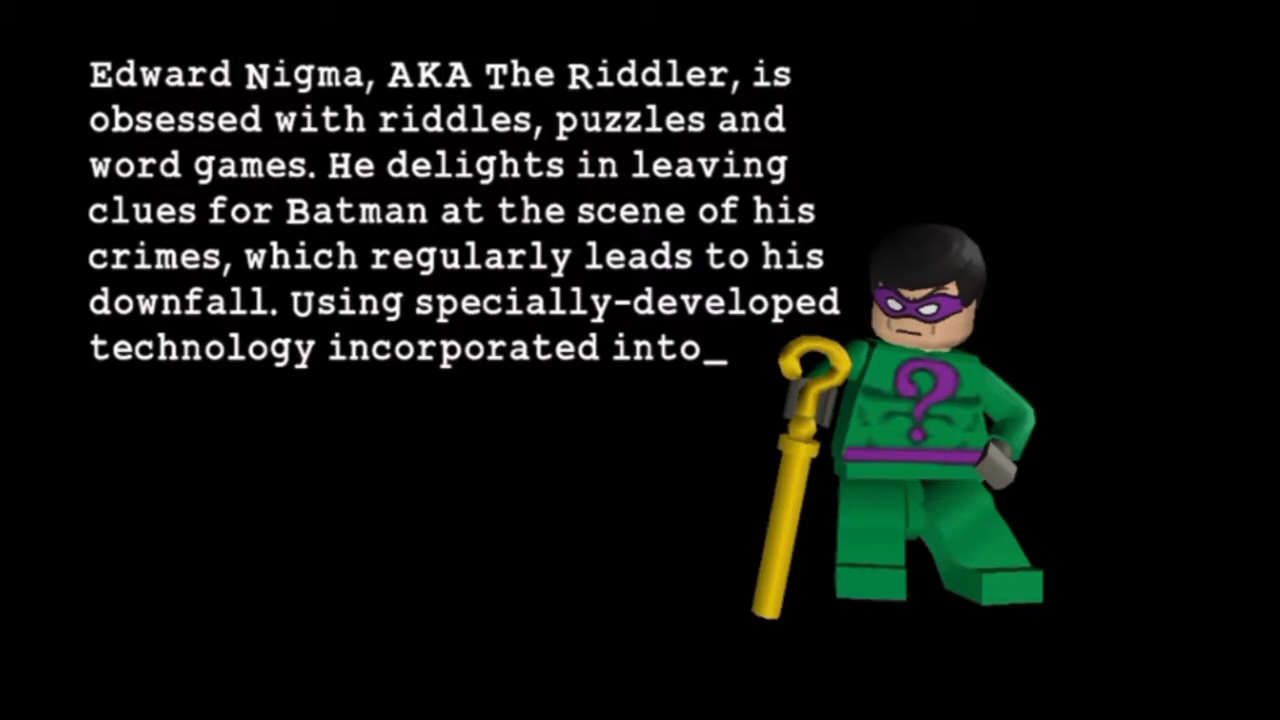 Edward Nigma, AKA The Riddler, is
obsessed with riddles, puzzles and
word games. He delights in leaving
clues for Batman at the scene of his
crimes, which regularly leads to his
downfall. Using specially-developed
technology incorporated into_
?